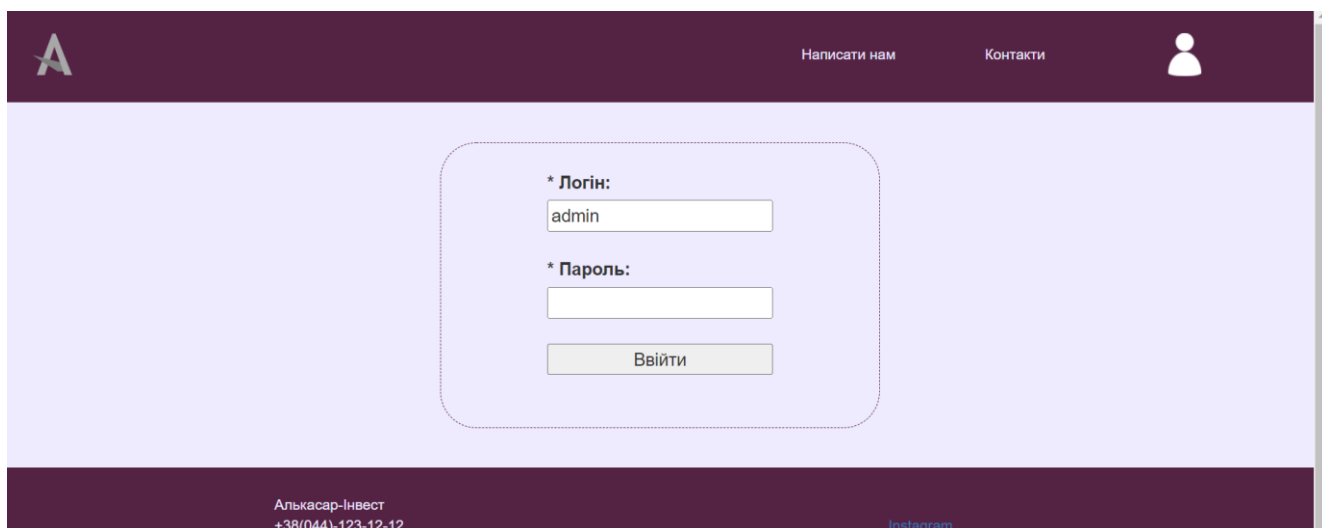 Написати нам
Контакти
* Логін:
admin
* Пароль:
Ввійти
Алькасар-Інвест
+38(044)-123-12-12
Instagram